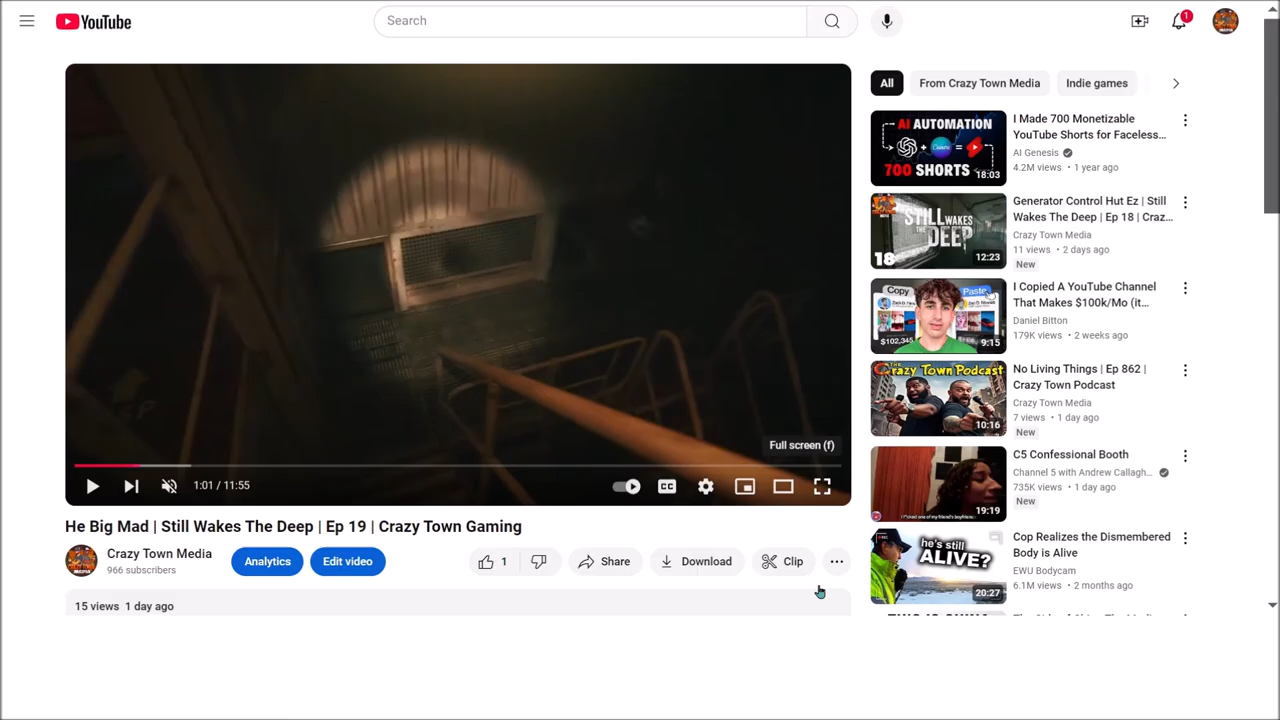 YouTube
Search
1
Full screen (f)
CC
1:01 / 11:55
He Big Mad | Still Wakes The Deep | Ep 19 | Crazy Town Gaming
Crazy Town Media
966 subscribers
Analytics
Edit video
1
Share
Download
Clip
15 views 1 day ago
All
From Crazy Town Media
Indie games
AI AUTOMATION
700 SHORTS
18:03
I Made 700 Monetizable
YouTube Shorts for Faceless...
AI Genesis
4.2M views • 1 year ago
STILL WAKES
THE DEEP
18
12:23
Generator Control Hut Ez | Still
Wakes The Deep | Ep 18 | Craz...
Crazy Town Media
11 views • 2 days ago
New
Copy
Paste
$102,345
9:15
I Copied A YouTube Channel
That Makes $100k/Mo (it...
Daniel Bitton
179K views • 2 weeks ago
The Crazy Town Podcast
10:16
No Living Things | Ep 862 |
Crazy Town Podcast
Crazy Town Media
7 views • 1 day ago
New
19:19
C5 Confessional Booth
Channel 5 with Andrew Callagh...
735K views • 1 day ago
New
he's still
ALIVE?
20:27
Cop Realizes the Dismembered
Body is Alive
EWU Bodycam
6.1M views • 2 months ago